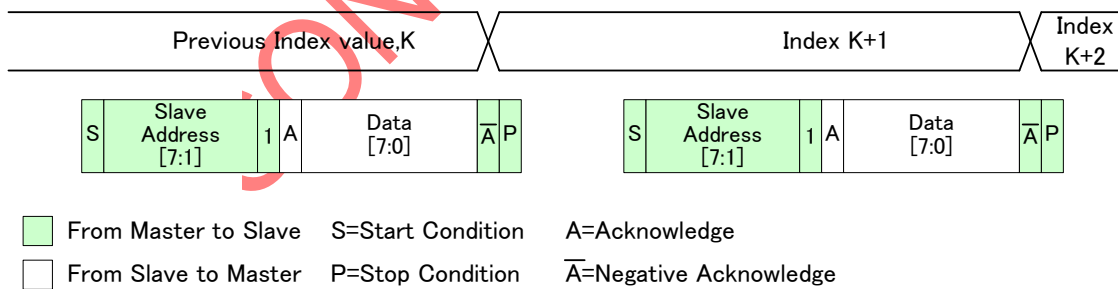 Previous Index value,K
Index K+1
Index K+2
S Slave Address [7:1] 1 A Data [7:0] A̅ P
S Slave Address [7:1] 1 A Data [7:0] A̅ P
From Master to Slave S=Start Condition A=Acknowledge
From Slave to Master P=Stop Condition A̅=Negative Acknowledge